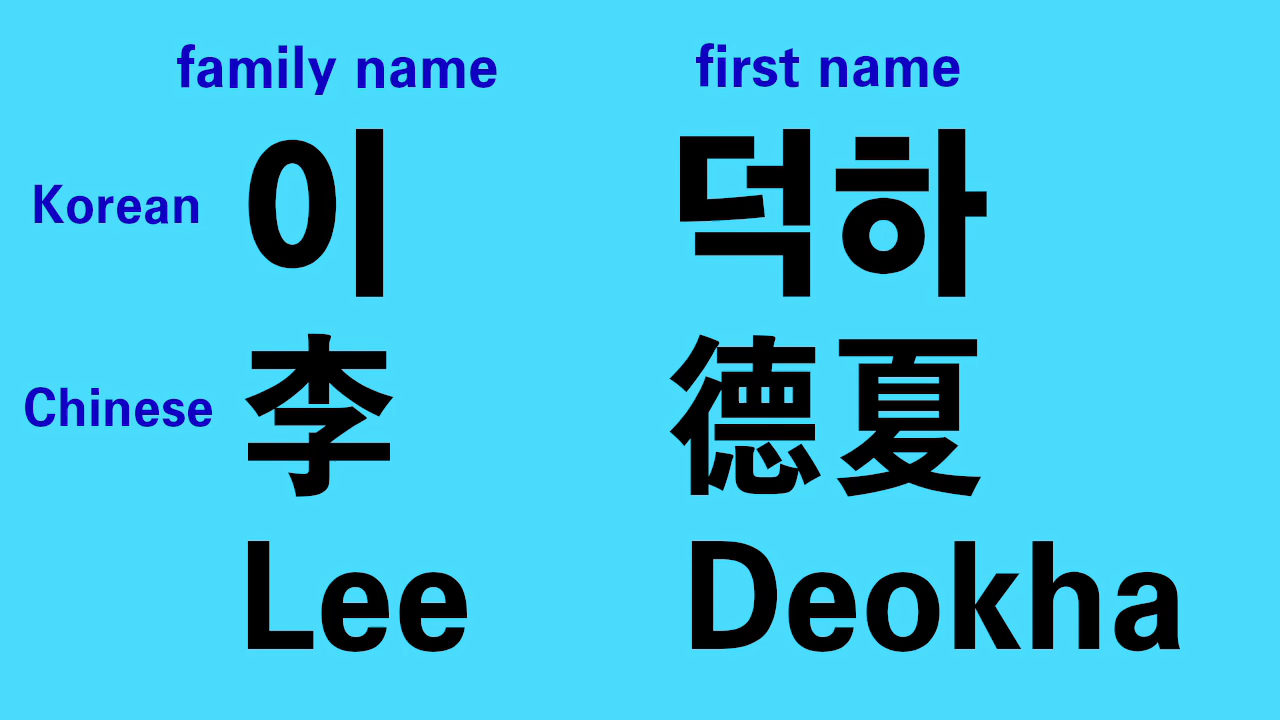 family name first name
Korean 이 덕하
Chinese 李 德夏
Lee Deokha